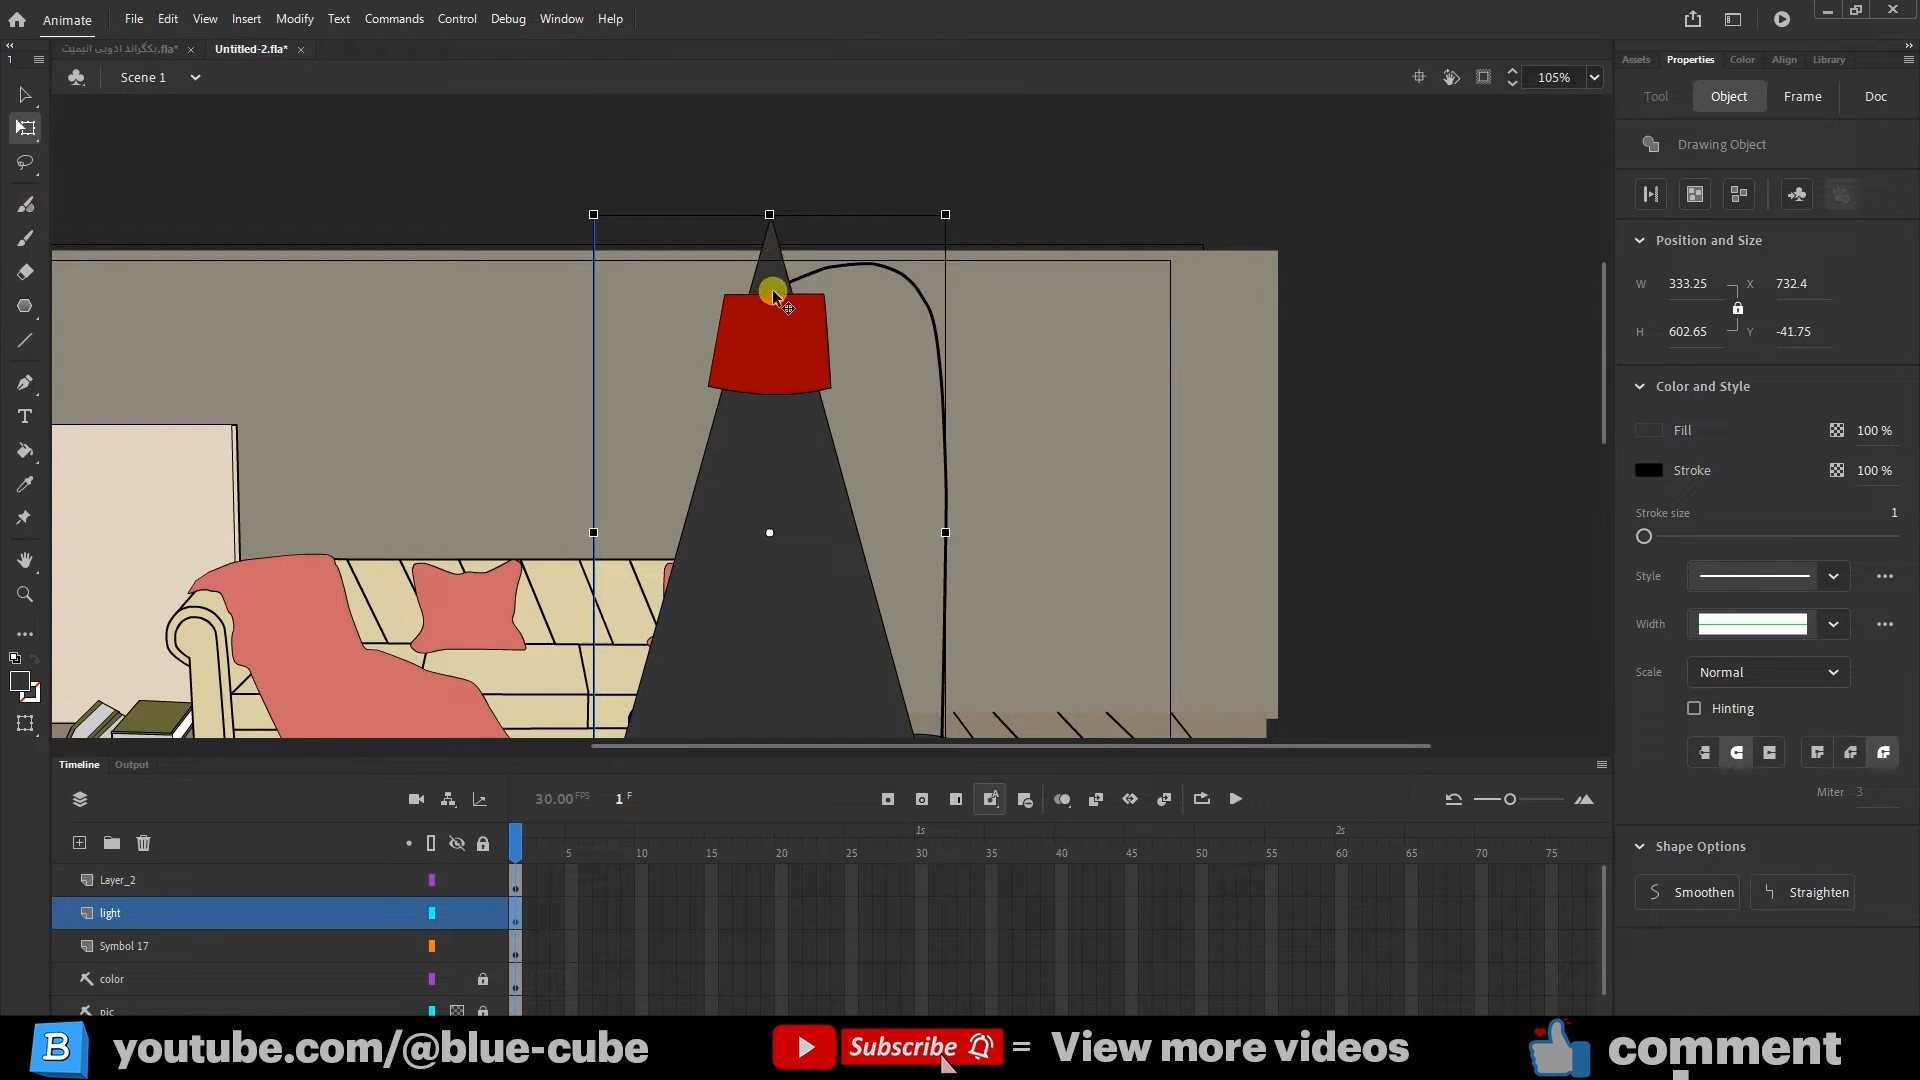 Animate File Edit View Insert Modify Text Commands Control Debug Window Help
بکگراند ادوبی انیمیت.fla* × Untitled-2.fla* ×
Scene 1 105%
1
Assets Properties Color Align Library
Tool Object Frame Doc
Drawing Object
Position and Size
W 333.25 X 732.4
H 602.65 Y -41.75
Color and Style
Fill 100 %
Stroke 100 %
Stroke size 1
Style
Width
Scale Normal
Hinting
Miter 3
Shape Options
Smoothen Straighten
Timeline Output
30.00 FPS 1 F
1s 2s
5 10 15 20 25 30 35 40 45 50 55 60 65 70 75
Layer_2
light
Symbol 17
color
pic
B youtube.com/@blue-cube Subscribe = View more videos comment